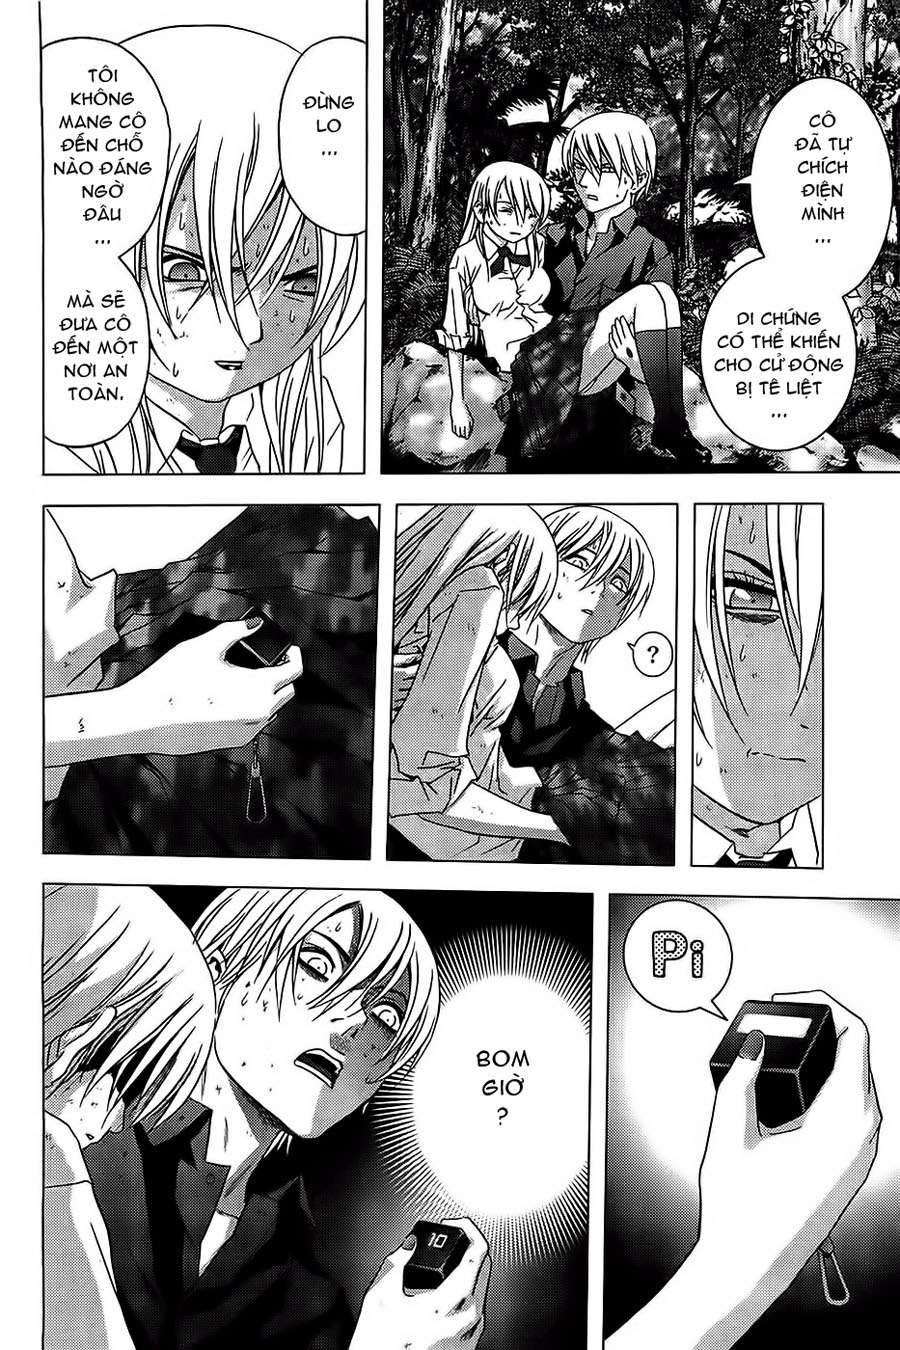 CÔ
ĐÃ TỰ
CHÍCH
ĐIỆN
MÌNH
...
DI CHỨNG
CÓ THỂ KHIẾN
CHO CỬ ĐỘNG
BỊ TÊ LIỆT
...
ĐỪNG
LO
...
TÔI
KHÔNG
MANG CÔ
ĐẾN CHỖ
NÀO ĐÁNG
NGỜ
ĐÂU
...
MÀ SẼ
ĐƯA CÔ
ĐẾN MỘT
NƠI AN
TOÀN.
?
Pi
BOM
GIỜ
?
10